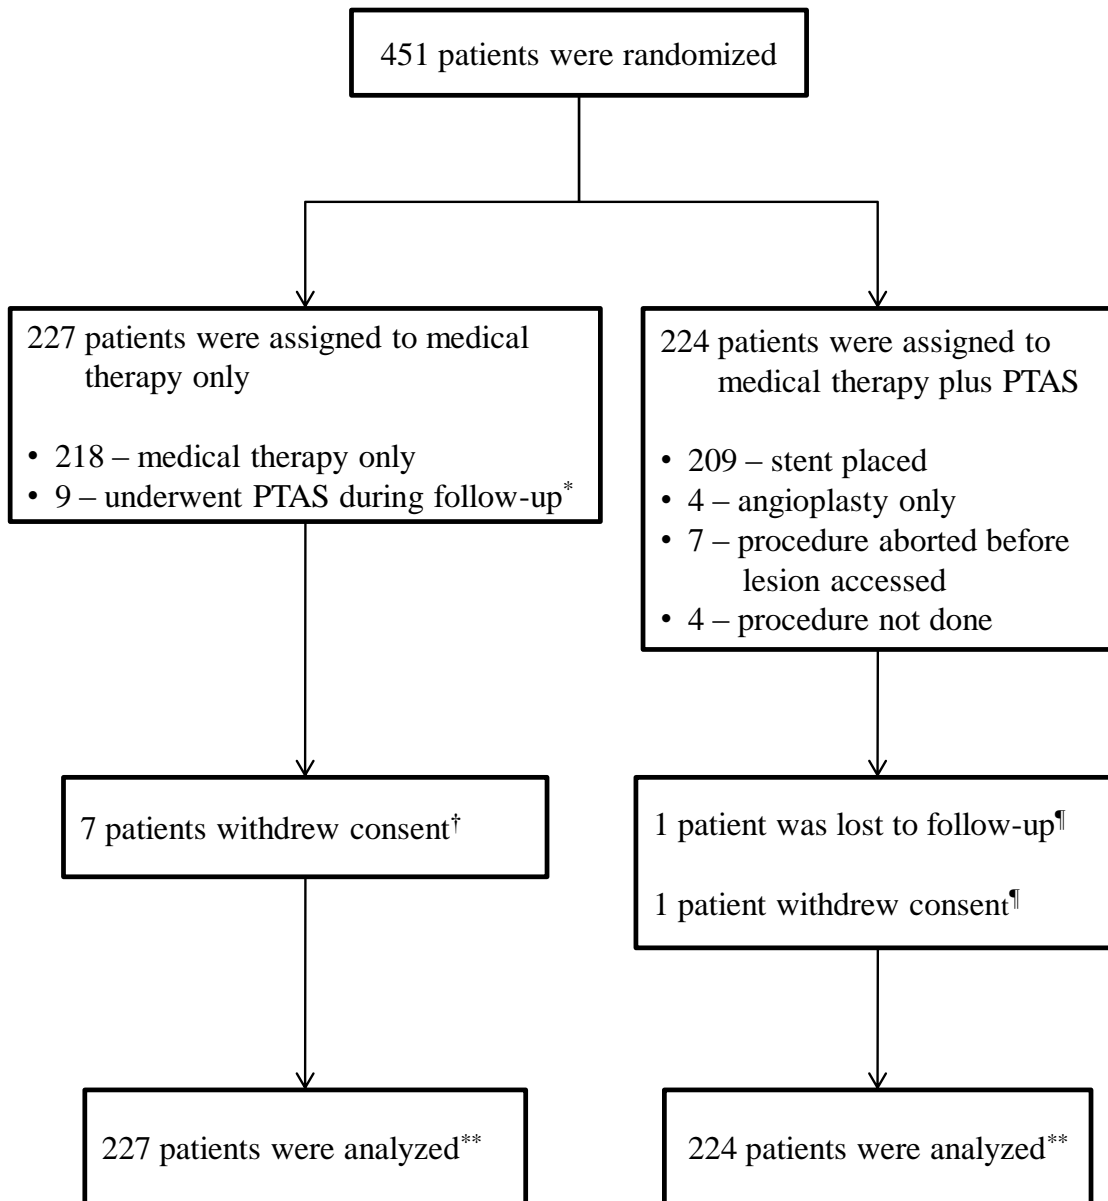 451 patients were randomized
227 patients were assigned to medical
therapy only
• 218 – medical therapy only
• 9 – underwent PTAS during follow-up*
224 patients were assigned to
medical therapy plus PTAS
• 209 – stent placed
• 4 – angioplasty only
• 7 – procedure aborted before
lesion accessed
• 4 – procedure not done
7 patients withdrew consent†
1 patient was lost to follow-up¶
1 patient withdrew consent¶
227 patients were analyzed**
224 patients were analyzed**